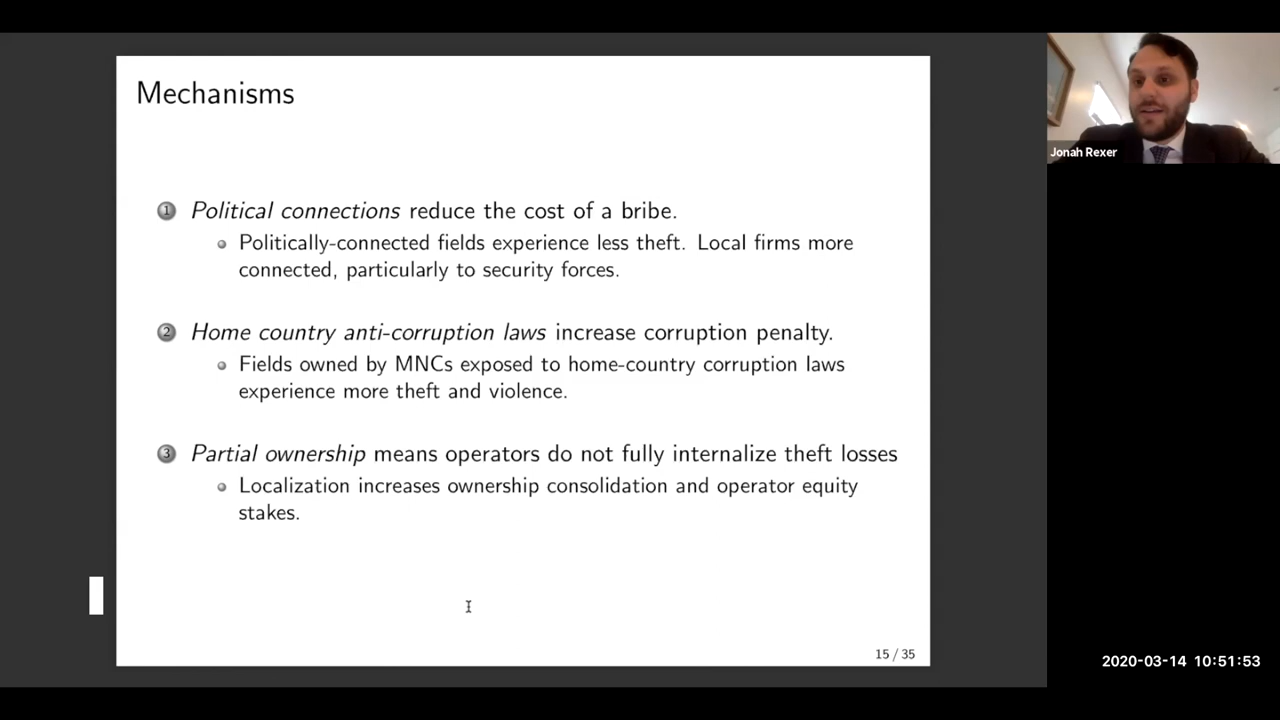 Mechanisms
1 Political connections reduce the cost of a bribe.
Politically-connected fields experience less theft. Local firms more
connected, particularly to security forces.
2 Home country anti-corruption laws increase corruption penalty.
Fields owned by MNCs exposed to home-country corruption laws
experience more theft and violence.
3 Partial ownership means operators do not fully internalize theft losses
Localization increases ownership consolidation and operator equity
stakes.
15 / 35
Jonah Rexer
2020-03-14 10:51:53